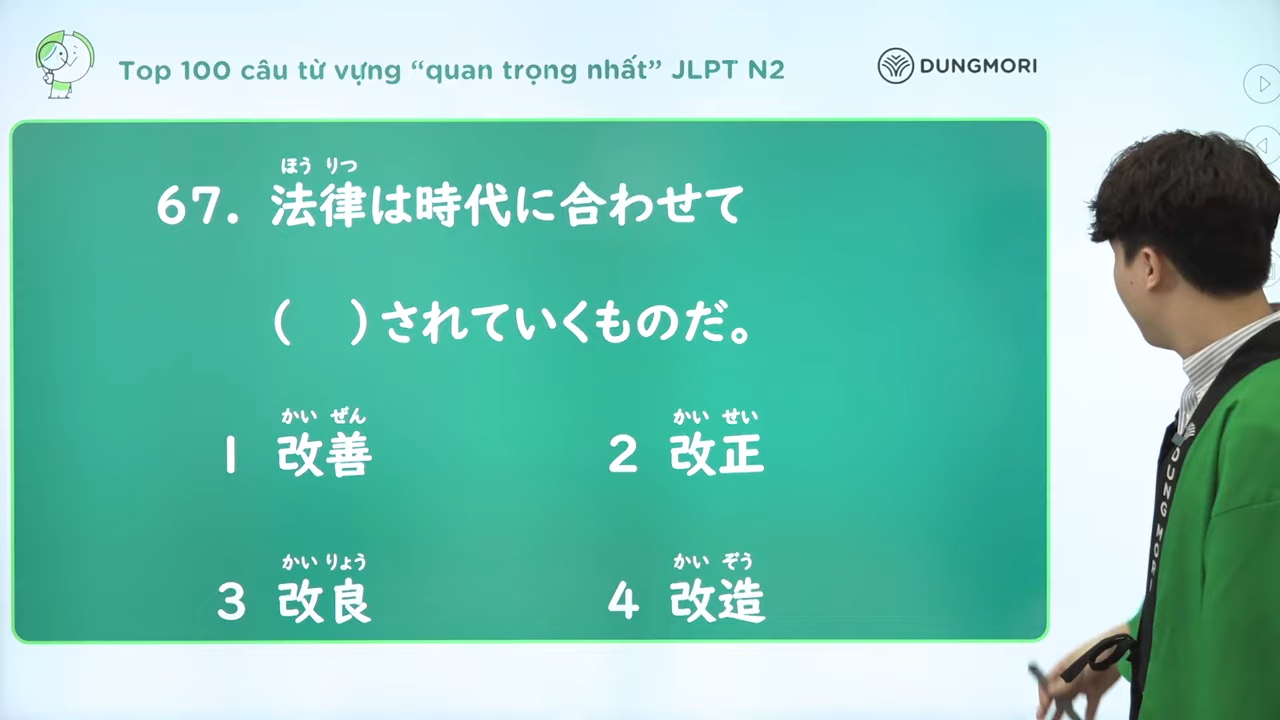 Top 100 câu từ vựng “quan trọng nhất” JLPT N2
DUNGMORI
ほう りつ
67. 法律は時代に合わせて
( )されていくものだ。
かい ぜん
1 改善
かい せい
2 改正
かい りょう
3 改良
かい ぞう
4 改造
DUNG MORI